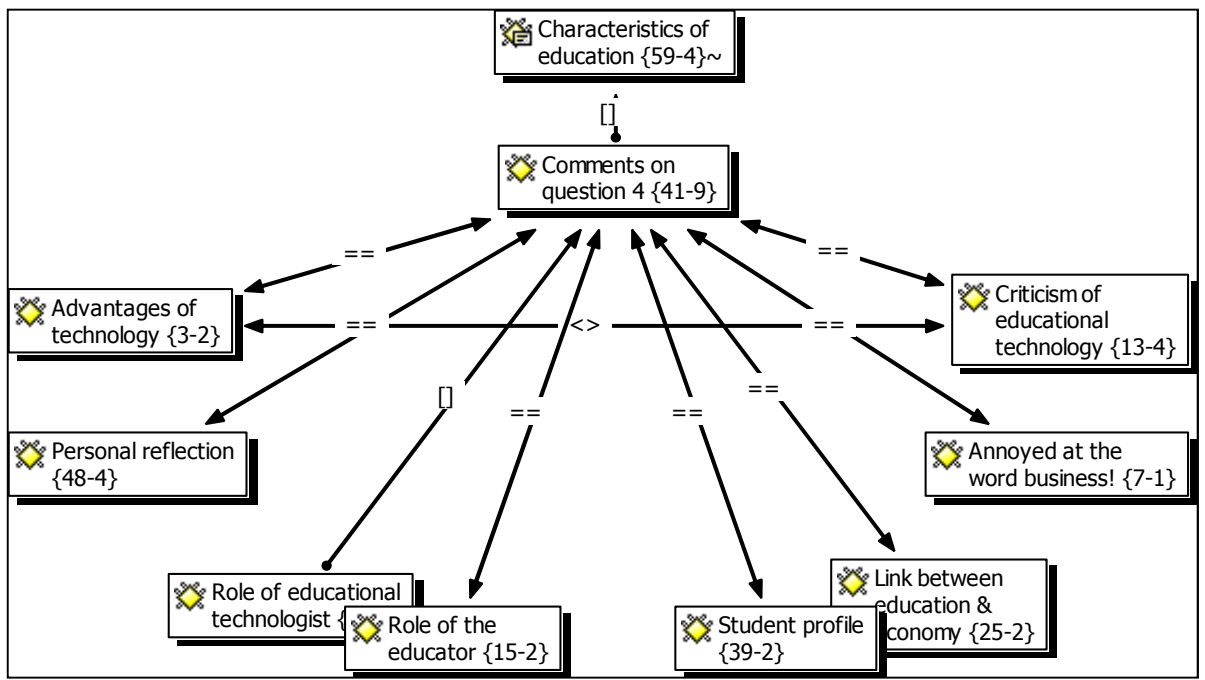 Characteristics of
education {59-4}~
[]
Comments on
question 4 {41-9}
==
==
Advantages of
technology {3-2}
==
<>
==
Criticism of
educational
technology {13-4}
[]
==
==
==
Personal reflection
{48-4}
Annoyed at the
word business! {7-1}
Role of educational
technologist {
Role of the
educator {15-2}
Student profile
{39-2}
Link between
education &
economy {25-2}